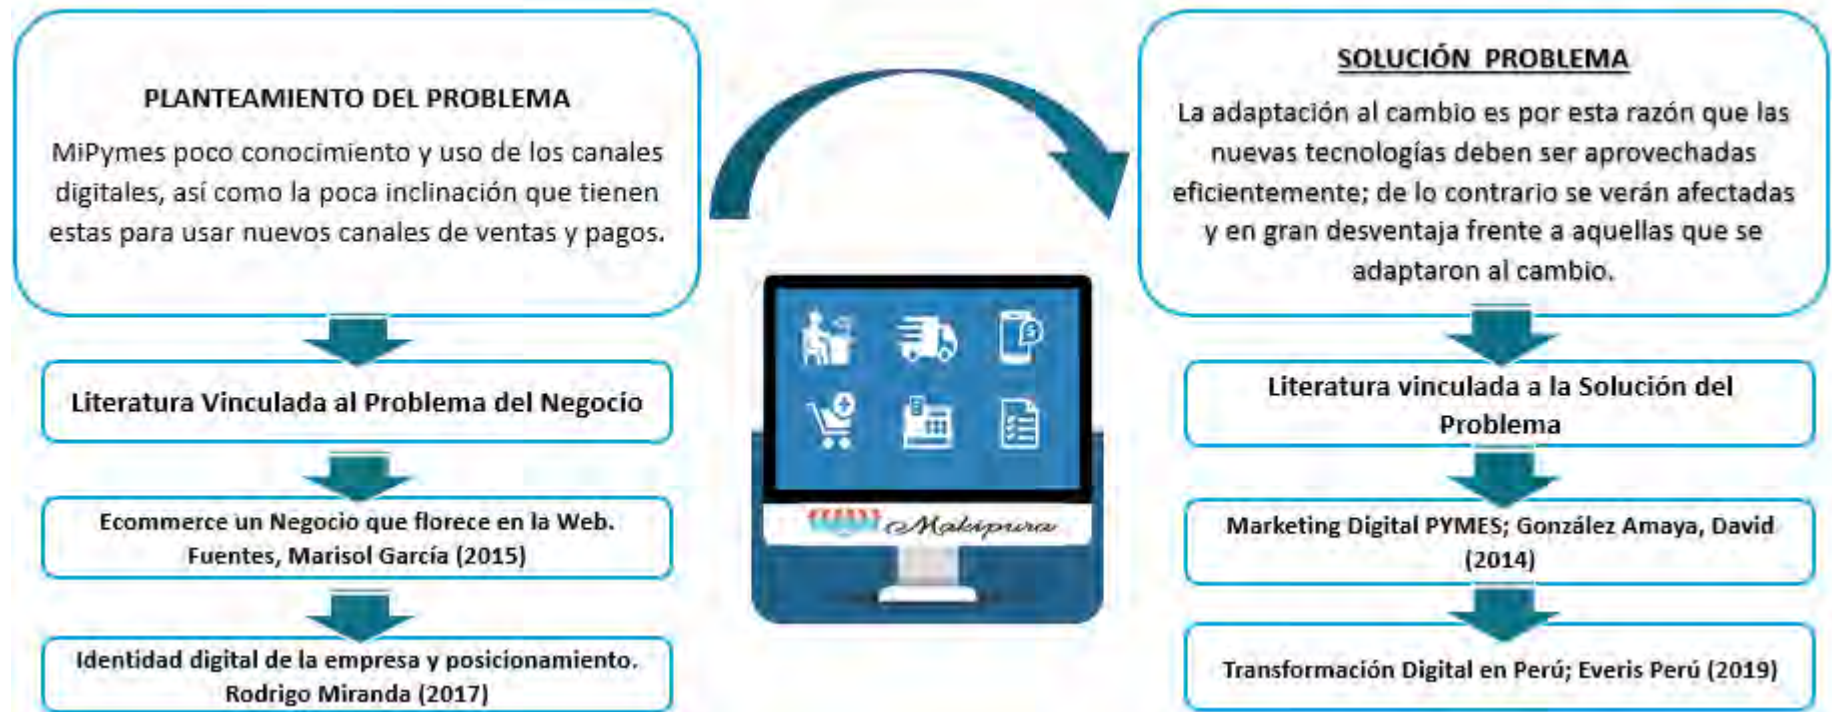 PLANTEAMIENTO DEL PROBLEMA
MiPymes poco conocimiento y uso de los canales
digitales, así como la poca inclinación que tienen
estas para usar nuevos canales de ventas y pagos.
Literatura Vinculada al Problema del Negocio
Ecommerce un Negocio que florece en la Web.
Fuentes, Marisol García (2015)
Identidad digital de la empresa y posicionamiento.
Rodrigo Miranda (2017)
Makipura
SOLUCIÓN PROBLEMA
La adaptación al cambio es por esta razón que las
nuevas tecnologías deben ser aprovechadas
eficientemente; de lo contrario se verán afectadas
y en gran desventaja frente a aquellas que se
adaptaron al cambio.
Literatura vinculada a la Solución del
Problema
Marketing Digital PYMES; González Amaya, David
(2014)
Transformación Digital en Perú; Everis Perú (2019)